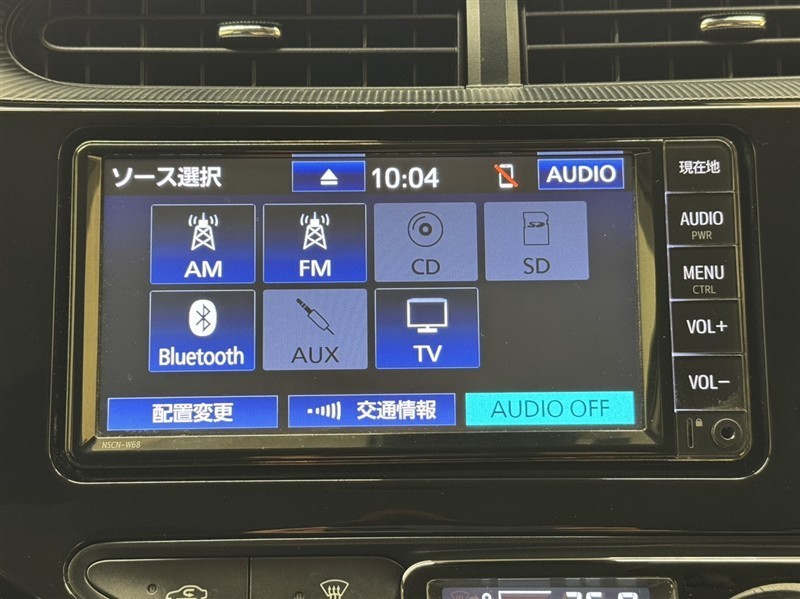 ソース選択
10:04
AUDIO
現在地
AM
FM
CD
SD
AUDIO
PWR
MENU
CTRL
Bluetooth
AUX
TV
VOL+
VOL-
配置変更
交通情報
AUDIO OFF
NSCN-W68